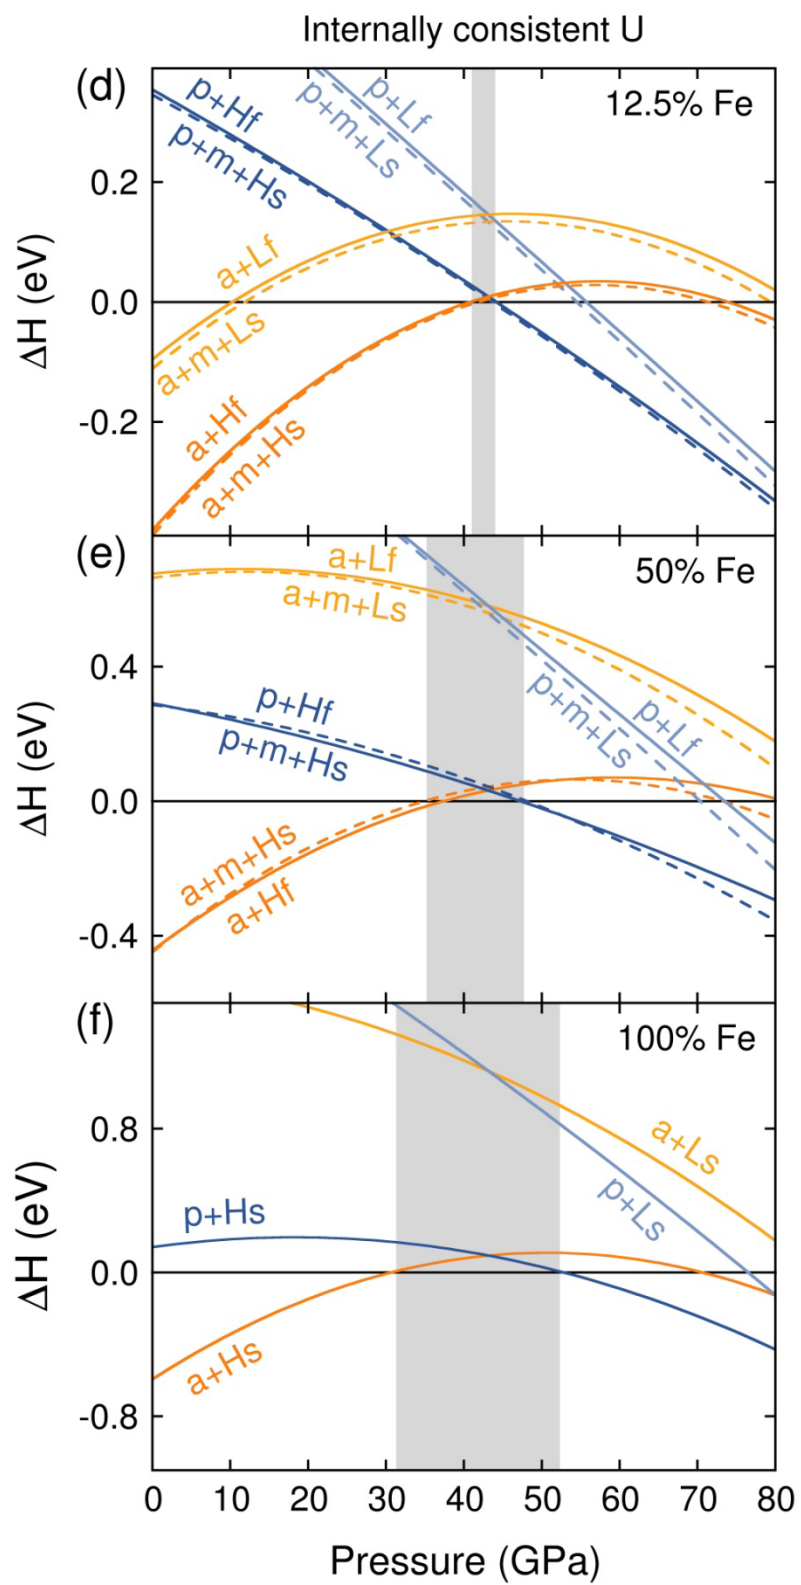 Internally consistent U
(d)
12.5% Fe
p+Hf
p+m+Hs
p+Lf
p+m+Ls
a+Lf
a+m+Ls
a+Hf
a+m+Hs
0.2
0.0
-0.2
ΔH (eV)
(e)
50% Fe
a+Lf
a+m+Ls
p+Hf
p+m+Hs
p+Lf
p+m+Ls
a+m+Hs
a+Hf
0.4
0.0
-0.4
ΔH (eV)
(f)
100% Fe
a+Ls
p+Ls
p+Hs
a+Hs
0.8
0.0
-0.8
ΔH (eV)
0 10 20 30 40 50 60 70 80
Pressure (GPa)